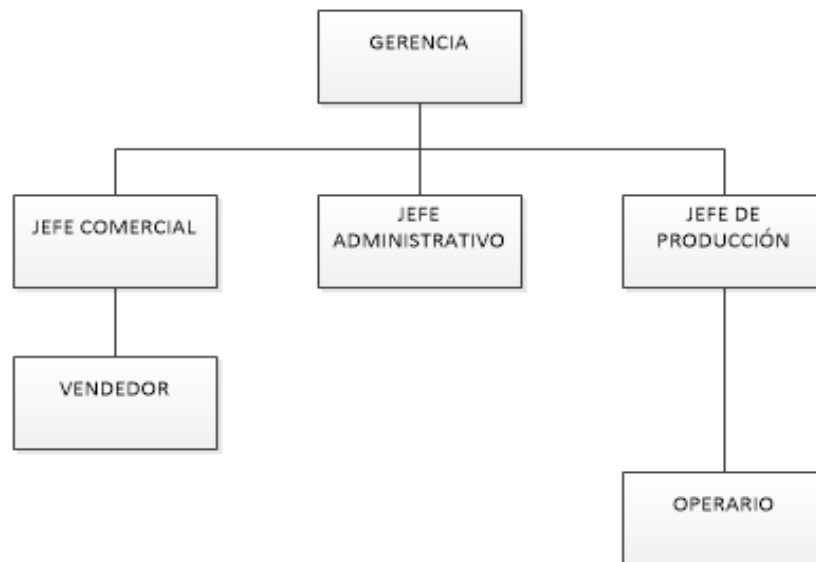 GERENCIA
JEFE COMERCIAL
JEFE
ADMINISTRATIVO
JEFE DE
PRODUCCIÓN
VENDEDOR
OPERARIO